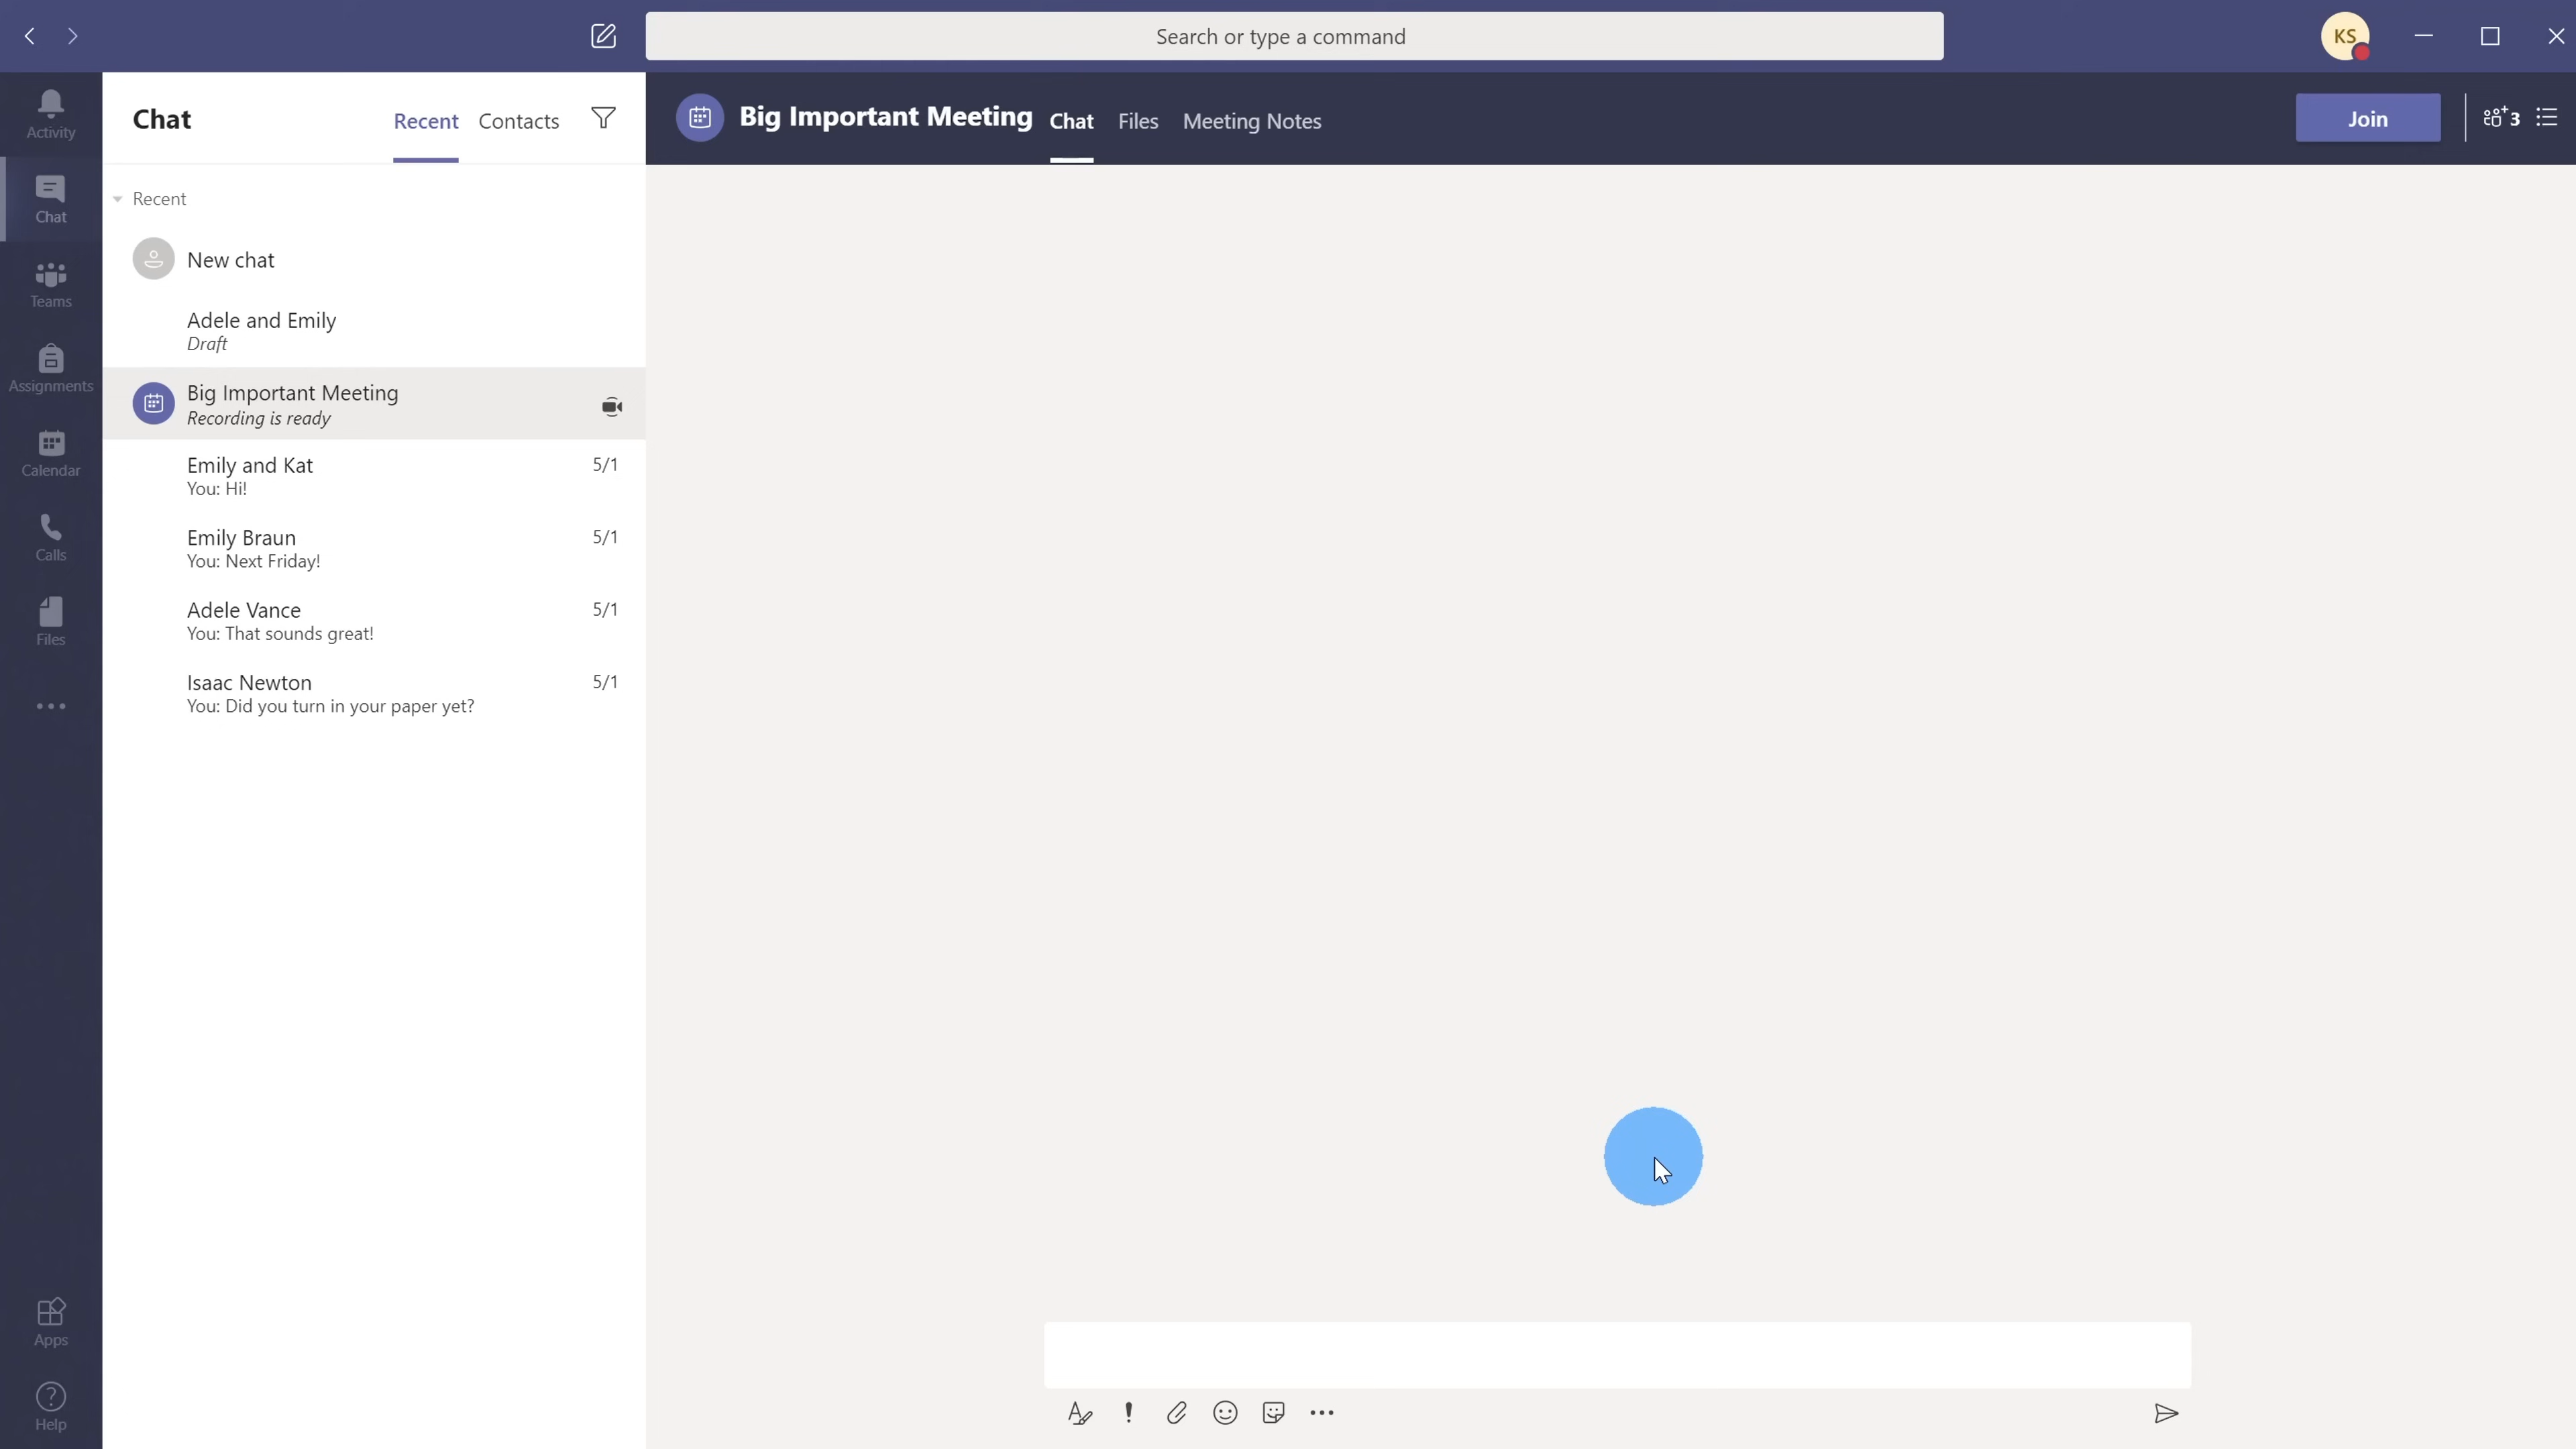 Search or type a command
KS
Activity
Chat
Teams
Assignments
Calendar
Calls
Files
Apps
Help
Chat
Recent
Contacts
Recent
New chat
Adele and Emily
Draft
Big Important Meeting
Recording is ready
Emily and Kat
5/1
You: Hi!
Emily Braun
5/1
You: Next Friday!
Adele Vance
5/1
You: That sounds great!
Isaac Newton
5/1
You: Did you turn in your paper yet?
Big Important Meeting
Chat
Files
Meeting Notes
Join
3